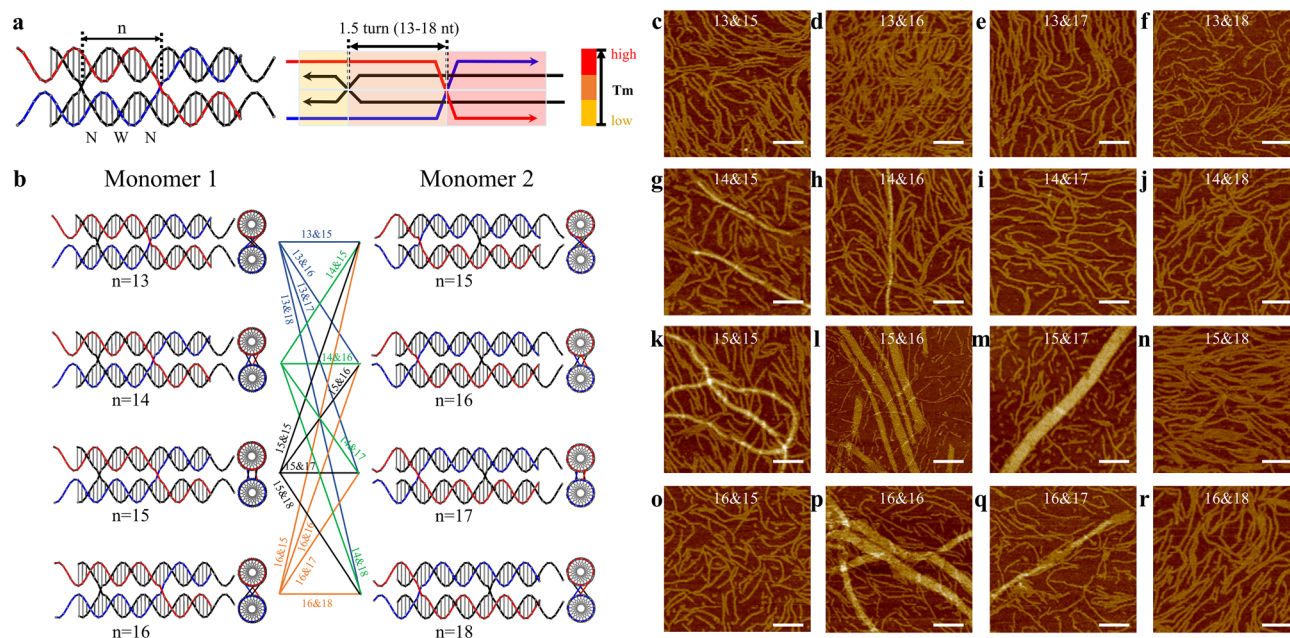 a
n
N W N
1.5 turn (13-18 nt)
high
Tm
low
b
Monomer 1
Monomer 2
n=13
n=14
n=15
n=16
13&15
13&16
13&17
13&18
14&15
14&16
15&16
14&17
15&15
15&17
15&18
14&18
16&15
16&16
16&17
16&18
n=15
n=16
n=17
n=18
c 13&15
d 13&16
e 13&17
f 13&18
g 14&15
h 14&16
i 14&17
j 14&18
k 15&15
l 15&16
m 15&17
n 15&18
o 16&15
p 16&16
q 16&17
r 16&18